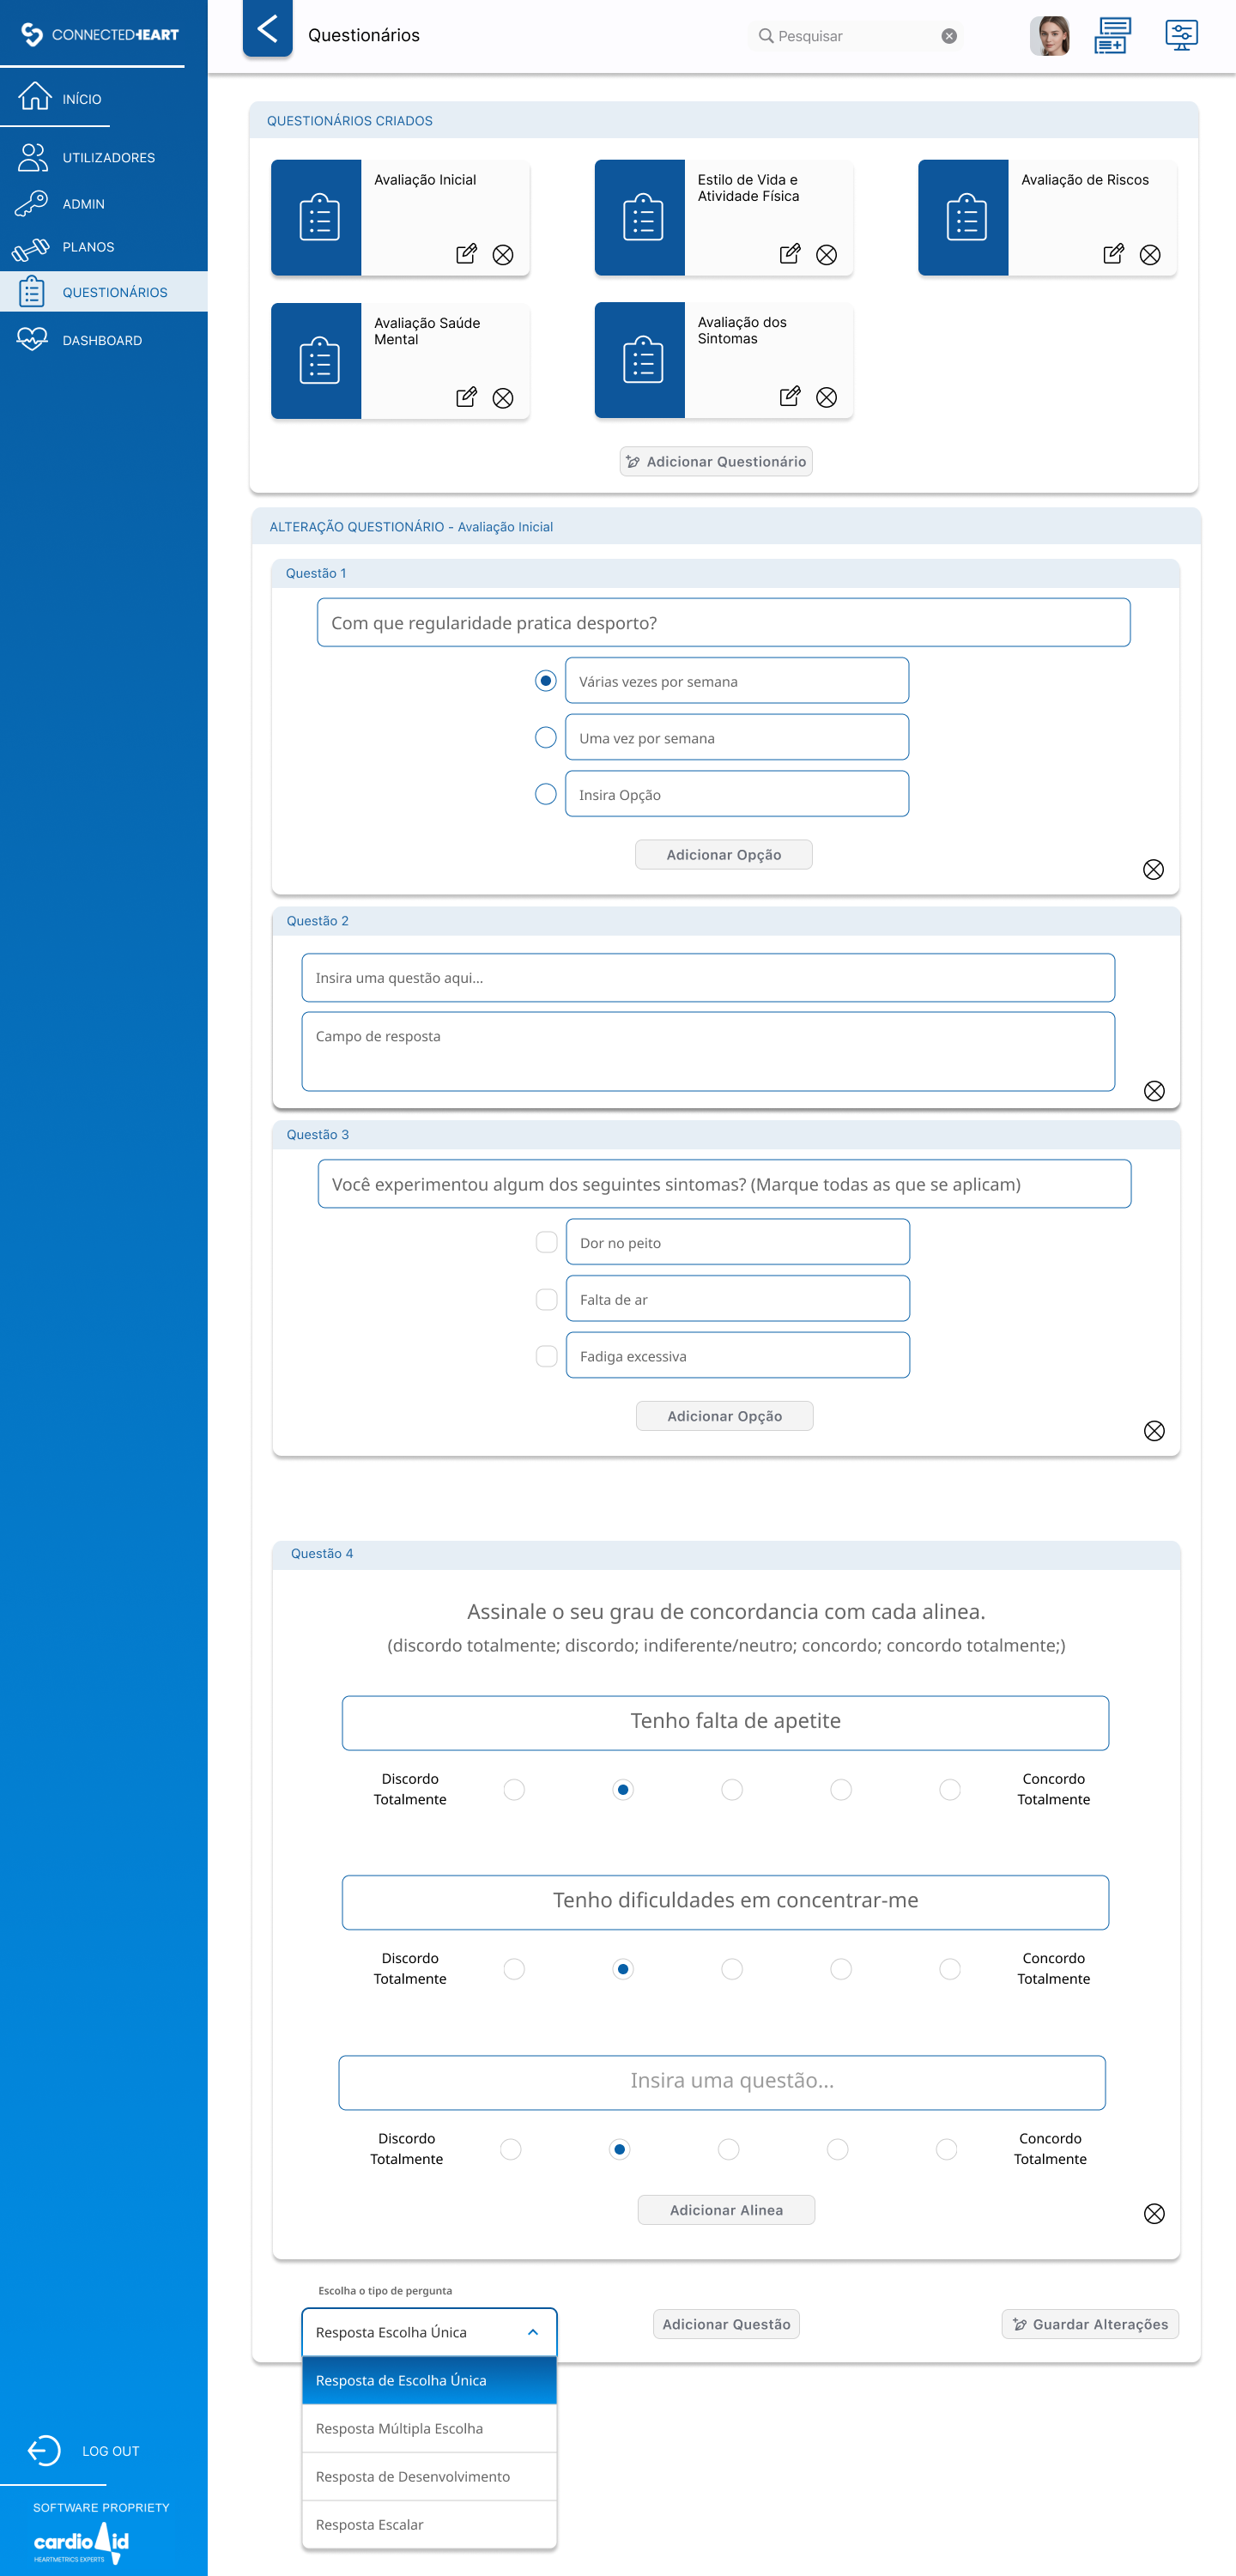 CONNECTEDHEART
Questionários
Pesquisar
INÍCIO
UTILIZADORES
ADMIN
PLANOS
QUESTIONÁRIOS
DASHBOARD
QUESTIONÁRIOS CRIADOS
Avaliação Inicial
Estilo de Vida e
Atividade Física
Avaliação de Riscos
Avaliação Saúde
Mental
Avaliação dos
Sintomas
Adicionar Questionário
ALTERAÇÃO QUESTIONÁRIO - Avaliação Inicial
Questão 1
Com que regularidade pratica desporto?
Várias vezes por semana
Uma vez por semana
Insira Opção
Adicionar Opção
Questão 2
Insira uma questão aqui...
Campo de resposta
Questão 3
Você experimentou algum dos seguintes sintomas? (Marque todas as que se aplicam)
Dor no peito
Falta de ar
Fadiga excessiva
Adicionar Opção
Questão 4
Assinale o seu grau de concordancia com cada alinea.
(discordo totalmente; discordo; indiferente/neutro; concordo; concordo totalmente;)
Tenho falta de apetite
Discordo
Totalmente
Concordo
Totalmente
Tenho dificuldades em concentrar-me
Discordo
Totalmente
Concordo
Totalmente
Insira uma questão...
Discordo
Totalmente
Concordo
Totalmente
Adicionar Alinea
Escolha o tipo de pergunta
Resposta Escolha Única
Adicionar Questão
Guardar Alterações
Resposta de Escolha Única
Resposta Múltipla Escolha
Resposta de Desenvolvimento
Resposta Escalar
LOG OUT
SOFTWARE PROPRIETY
cardioid
HEARTMETRICS EXPERTS